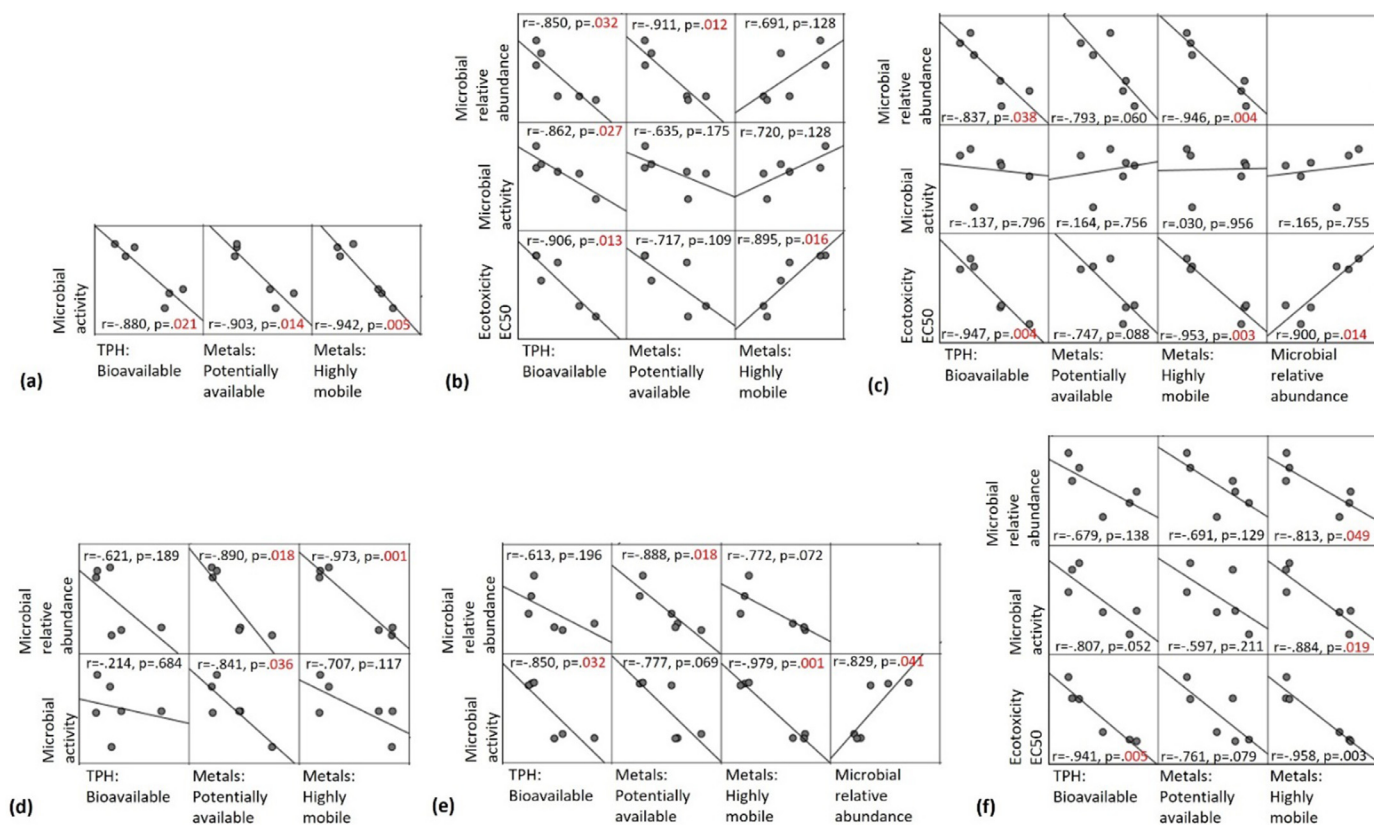 Microbial activity
r=-.880, p=.021
r=-.903, p=.014
r=-.942, p=.005
TPH:
Bioavailable
Metals:
Potentially
available
Metals:
Highly
mobile
(a)
Microbial
relative
abundance
r=-.850, p=.032
r=-.911, p=.012
r=.691, p=.128
Microbial
activity
r=-.862, p=.027
r=-.635, p=.175
r=.720, p=.128
Ecotoxicity
EC50
r=-.906, p=.013
r=-.717, p=.109
r=.895, p=.016
TPH:
Bioavailable
Metals:
Potentially
available
Metals:
Highly
mobile
(b)
Microbial
relative
abundance
r=-.837, p=.038
r=-.793, p=.060
r=-.946, p=.004
Microbial
activity
r=-.137, p=.796
r=.164, p=.756
r=.030, p=.956
r=.165, p=.755
Ecotoxicity
EC50
r=-.947, p=.004
r=-.747, p=.088
r=-.953, p=.003
r=.900, p=.014
TPH:
Bioavailable
Metals:
Potentially
available
Metals:
Highly
mobile
Microbial
relative
abundance
(c)
Microbial
relative
abundance
r=-.621, p=.189
r=-.890, p=.018
r=-.973, p=.001
Microbial
activity
r=-.214, p=.684
r=-.841, p=.036
r=-.707, p=.117
TPH:
Bioavailable
Metals:
Potentially
available
Metals:
Highly
mobile
(d)
Microbial
relative
abundance
r=-.613, p=.196
r=-.888, p=.018
r=-.772, p=.072
Microbial
activity
r=-.850, p=.032
r=-.777, p=.069
r=-.979, p=.001
r=.829, p=.041
TPH:
Bioavailable
Metals:
Potentially
available
Metals:
Highly
mobile
Microbial
relative
abundance
(e)
Microbial
relative
abundance
r=-.679, p=.138
r=-.691, p=.129
r=-.813, p=.049
Microbial
activity
r=-.807, p=.052
r=-.597, p=.211
r=-.884, p=.019
Ecotoxicity
EC50
r=-.941, p=.005
r=-.761, p=.079
r=-.958, p=.003
TPH:
Bioavailable
Metals:
Potentially
available
Metals:
Highly
mobile
(f)